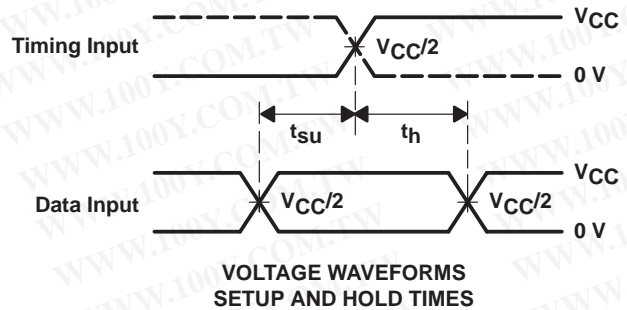 VCC
Timing Input
VCC/2
0 V
tsu
th
VCC
Data Input
VCC/2
VCC/2
0 V
VOLTAGE WAVEFORMS
SETUP AND HOLD TIMES
WWW.100Y.COM.TW